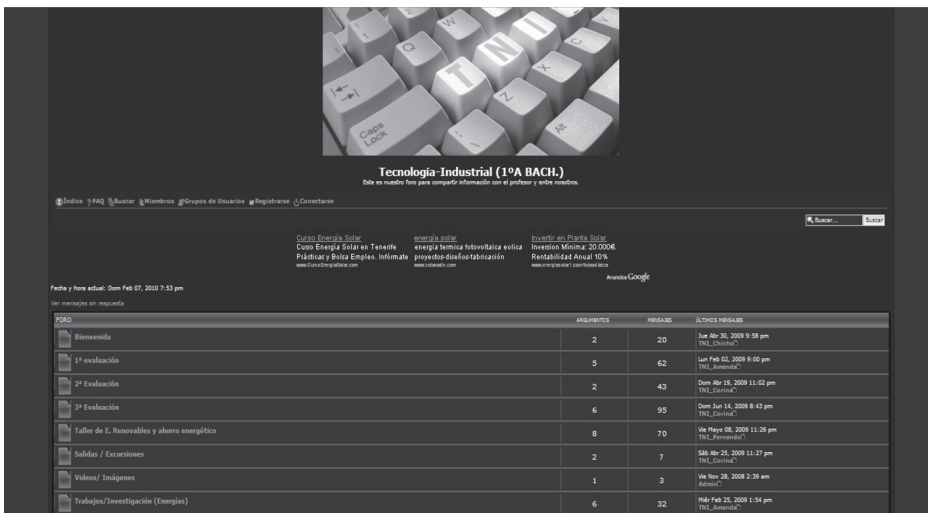 Q W
T N I
Z X C
Caps Lock
Alt
Tecnología-Industrial (1ºA BACH.)
Este es nuestro foro para compartir información con el profesor y entre nosotros.
Índice FAQ Buscar Miembros Grupos de Usuarios Registrarse Conectarse
Buscar... Buscar
Curso Energía Solar energía solar Invertir en Planta Solar
Curso Energía Solar en Tenerife energia termica fotovoltaica eolica Inversion Minima: 20.000€.
Prácticas y Bolsa Empleo. Infórmate proyectos-diseños-fabricación Rentabilidad Anual 10%
www.CursoEnergiaSolar.com
Anuncios Google
Fecha y hora actual: Dom Feb 07, 2010 7:53 pm
Ver mensajes sin respuesta
FORO ARGUMENTOS MENSAJES ÚLTIMOS MENSAJES
Bienvenida 2 20 Jue Abr 30, 2009 9:58 pm
TNI_Chicho
1ª evaluación 5 62 Lun Feb 02, 2009 9:00 pm
TNI_Amanda
2ª Evaluación 2 43 Dom Abr 19, 2009 11:02 pm
TNI_Corina
3ª Evaluación 6 95 Dom Jun 14, 2009 8:43 pm
TNI_Corina
Taller de E. Renovables y ahorro energético 8 70 Vie Mayo 08, 2009 11:26 pm
TNI_Fernando
Salidas / Excursiones 2 7 Sáb Abr 25, 2009 11:27 pm
TNI_Corina
Videos/ Imágenes 1 3 Vie Nov 28, 2008 2:39 am
Admin
Trabajos/Investigación (Energías) 6 32 Miér Feb 25, 2009 1:54 pm
TNI_Amanda